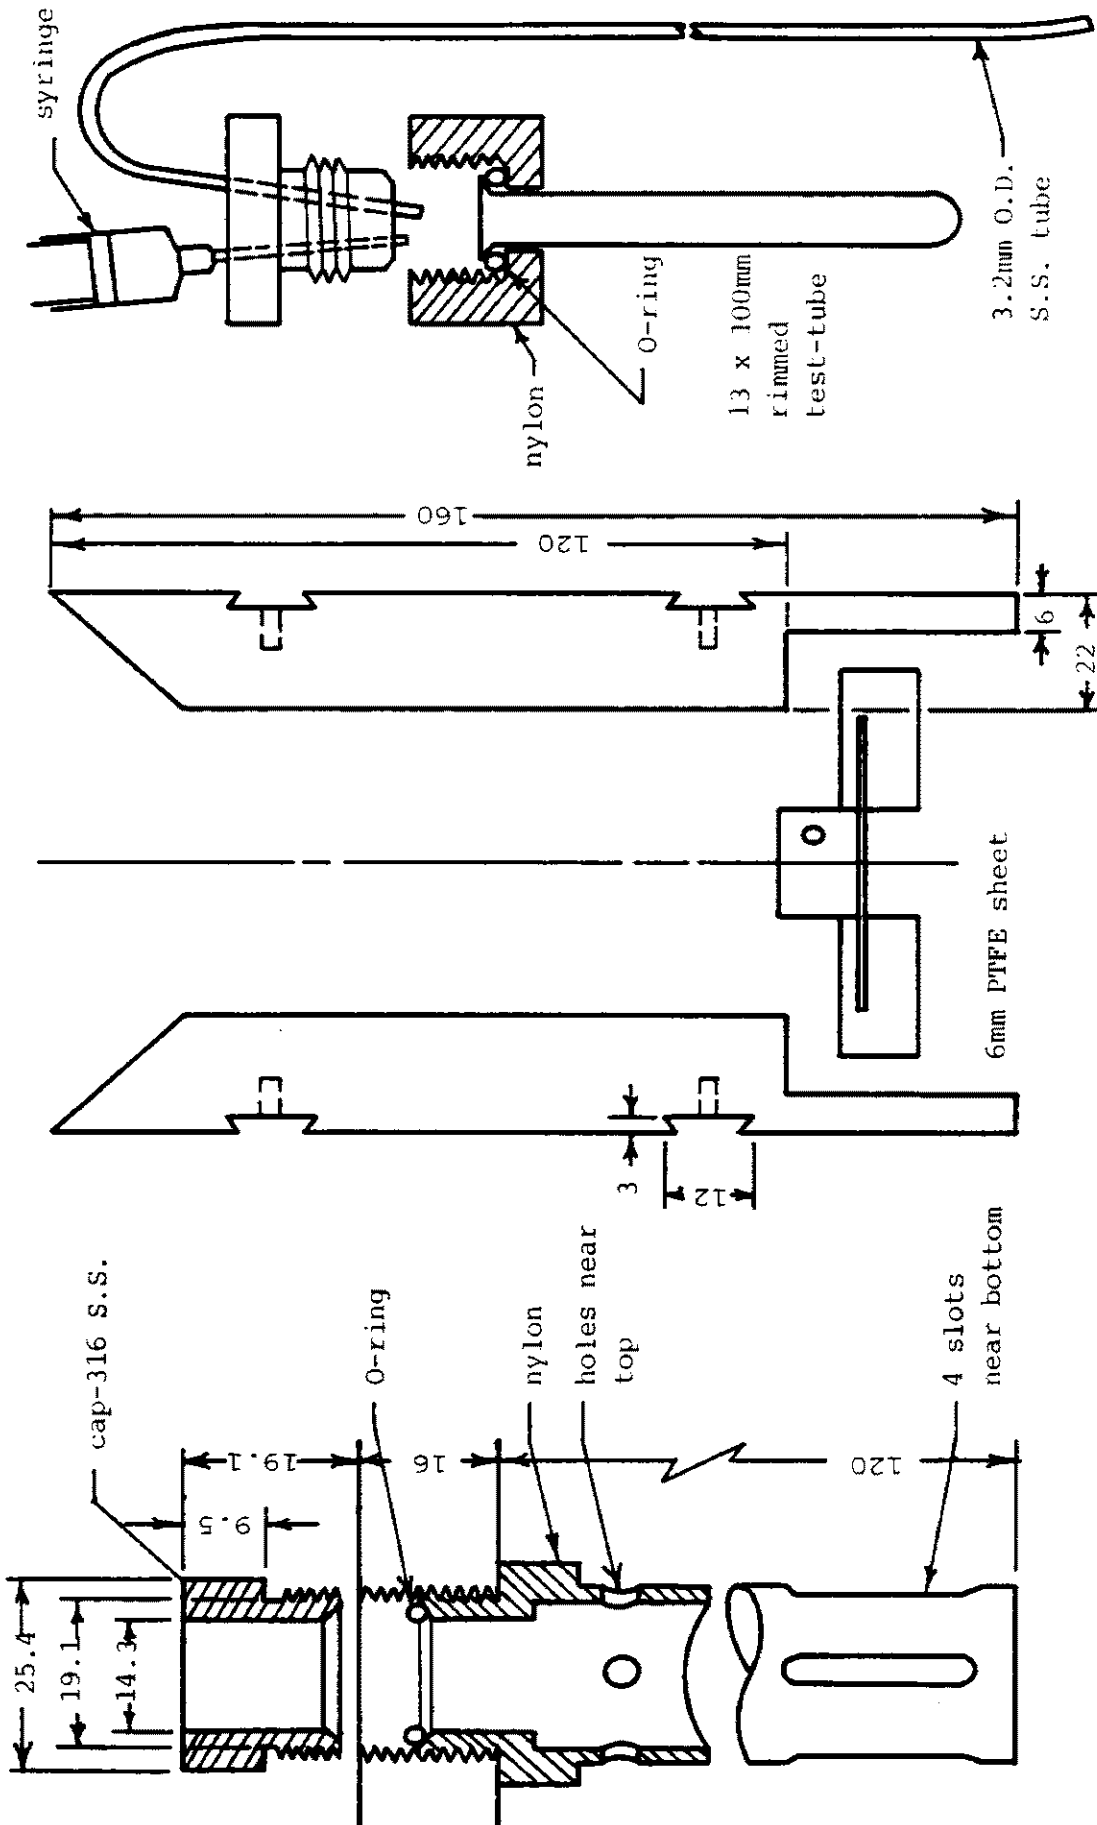 25.4
19.1
14.3
cap-316 S.S.
9.5
19.1
O-ring
16
nylon
holes near
top
120
4 slots
near bottom
3
12
6mm PTFE sheet
160
120
6
22
syringe
nylon
O-ring
13 x 100mm
rimmed
test-tube
3.2mm O.D.
S.S. tube